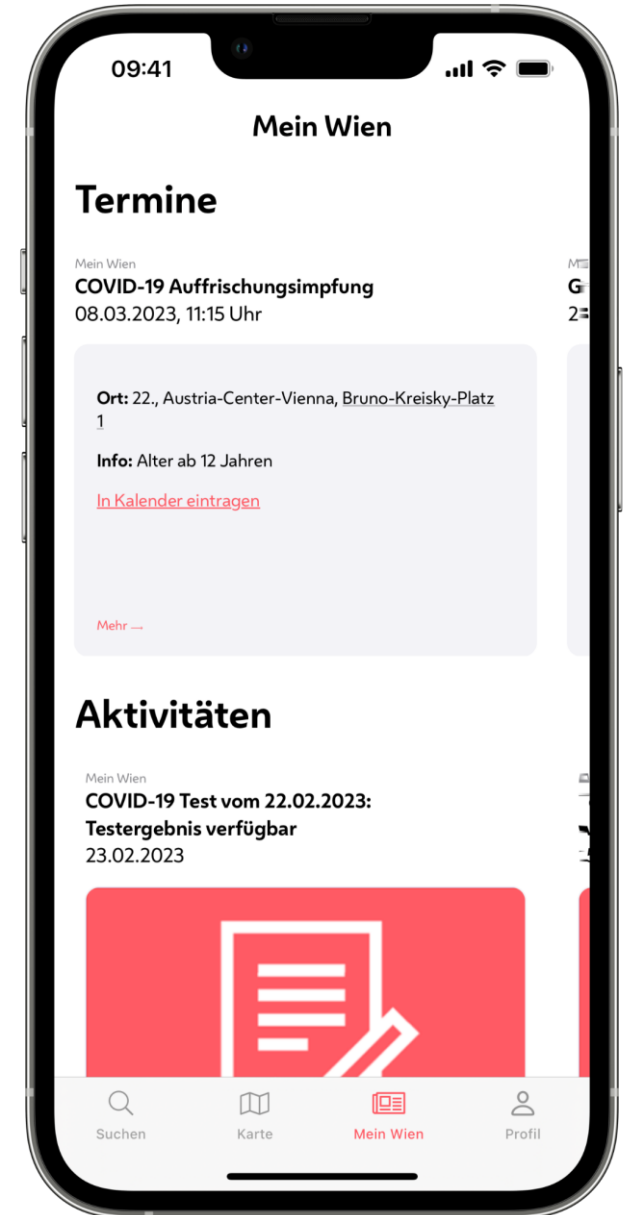 09:41
Mein Wien
Termine
Mein Wien
COVID-19 Auffrischungsimpfung
08.03.2023, 11:15 Uhr
Ort: 22., Austria-Center-Vienna, Bruno-Kreisky-Platz
1
Info: Alter ab 12 Jahren
In Kalender eintragen
Mehr →
Aktivitäten
Mein Wien
COVID-19 Test vom 22.02.2023:
Testergebnis verfügbar
23.02.2023
Suchen
Karte
Mein Wien
Profil